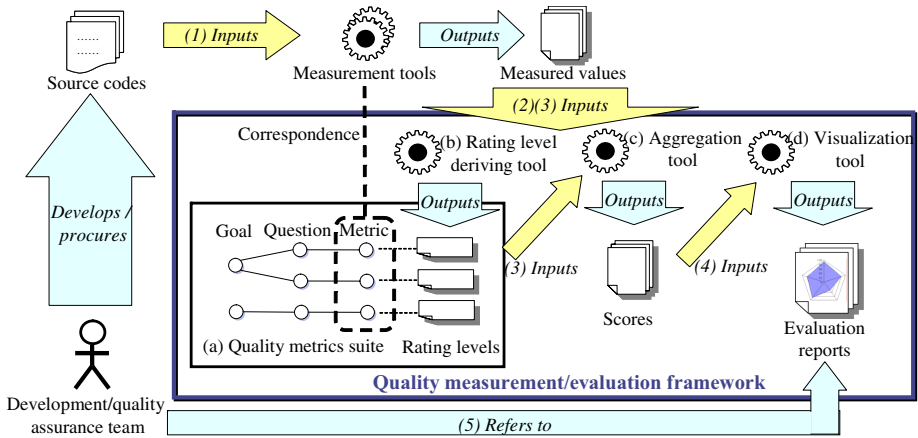 ......
......
(1) Inputs
Outputs
Source codes
Measurement tools
Measured values
(2)(3) Inputs
Correspondence
(b) Rating level
deriving tool
(c) Aggregation
tool
(d) Visualization
tool
Develops /
procures
Outputs
Outputs
Outputs
Goal
Question
Metric
(3) Inputs
(4) Inputs
Scores
Evaluation
reports
(a) Quality metrics suite
Rating levels
Quality measurement/evaluation framework
Development/quality
assurance team
(5) Refers to